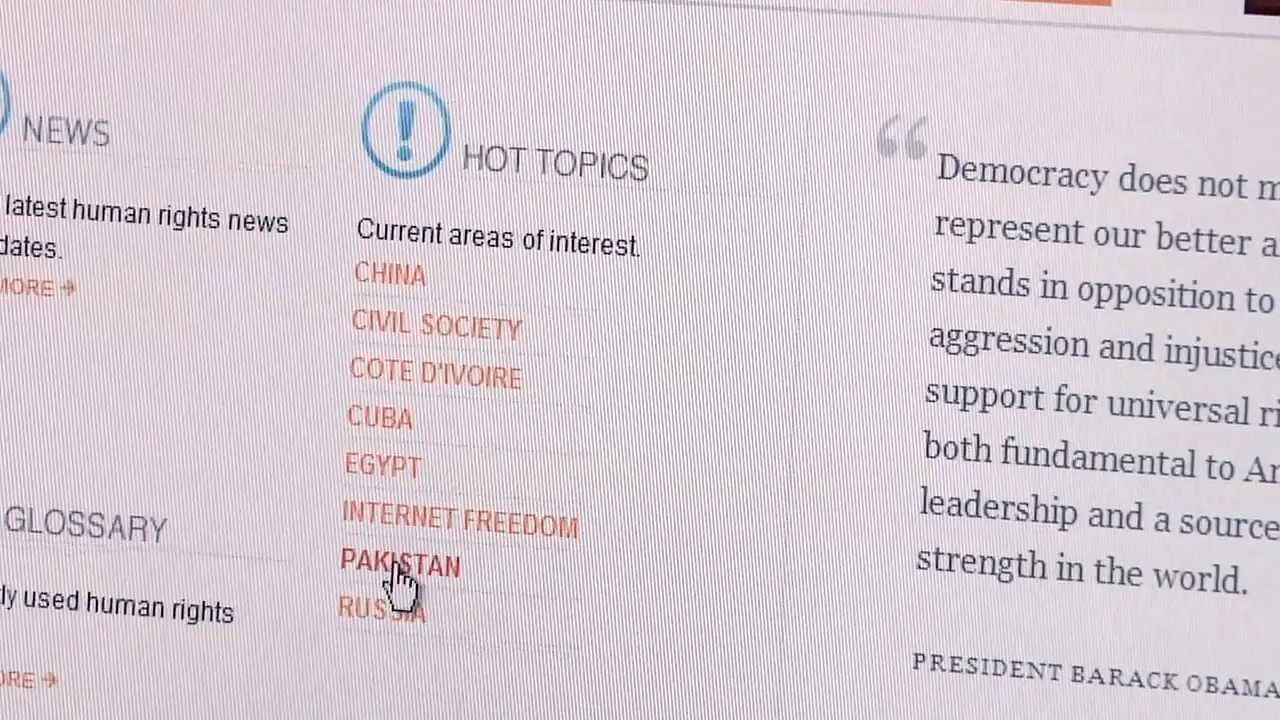 NEWS
latest human rights news
dates.
MORE
GLOSSARY
used human rights
HOT TOPICS
Current areas of interest.
CHINA
CIVIL SOCIETY
COTE D'IVOIRE
CUBA
EGYPT
INTERNET FREEDOM
PAKISTAN
RUSSIA
“ Democracy does not
represent our better
stands in opposition to
aggression and injustice
support for universal
both fundamental to
leadership and a source
strength in the world.
PRESIDENT BARACK OBAMA